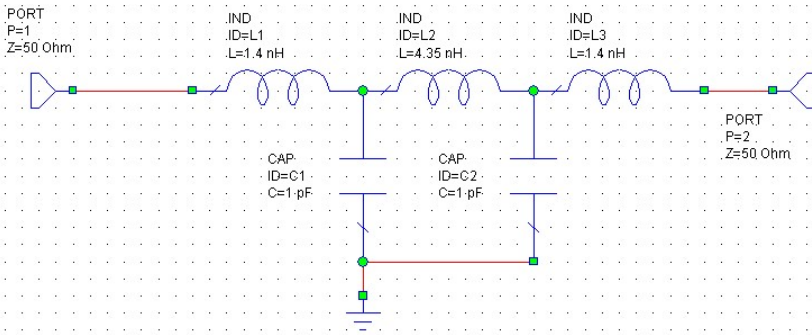 PORT
P=1
Z=50 Ohm
IND
ID=L1
L=1.4 nH
IND
ID=L2
L=4.35 nH
IND
ID=L3
L=1.4 nH
CAP
ID=C1
C=1 pF
CAP
ID=C2
C=1 pF
PORT
P=2
Z=50 Ohm